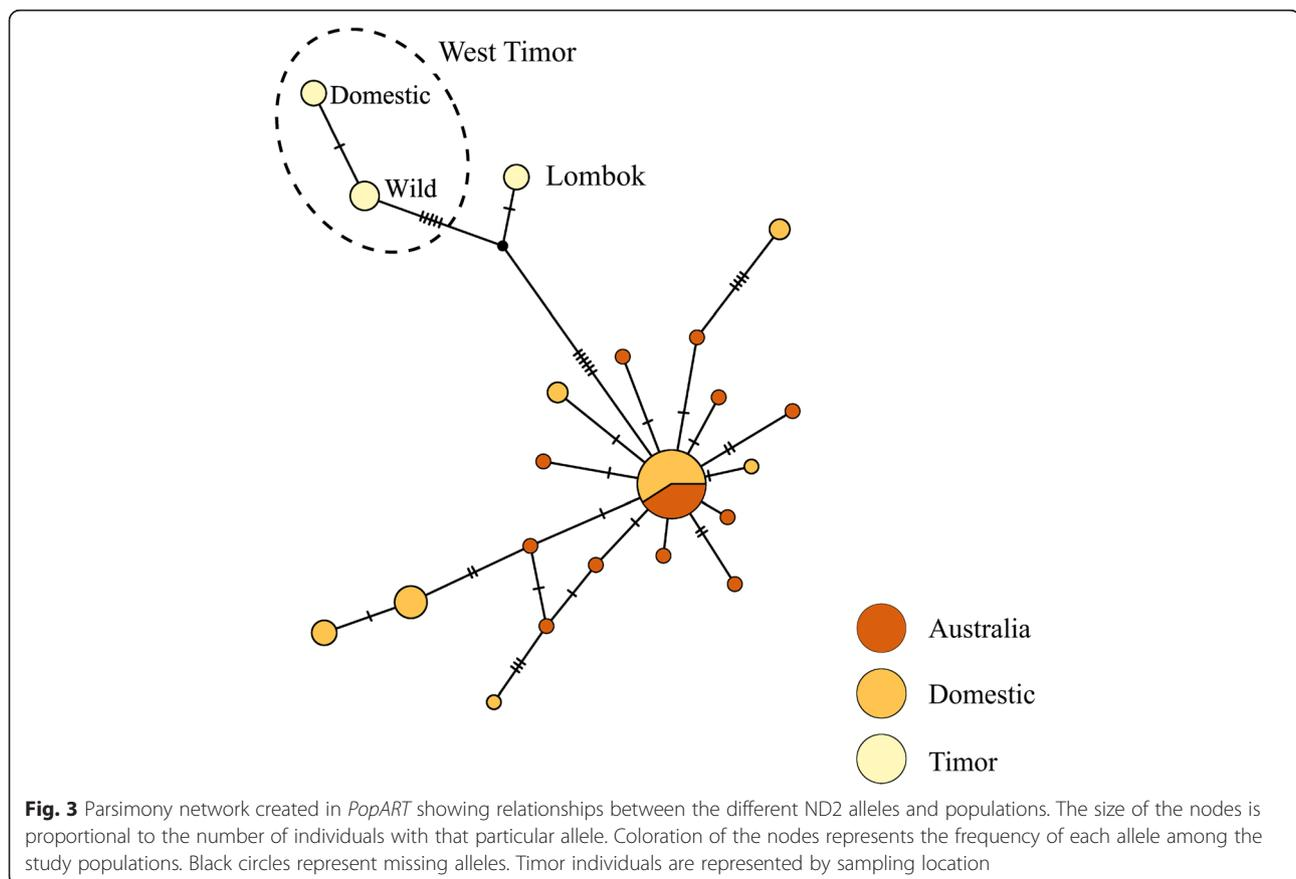 West Timor
Domestic
Wild
Lombok
Australia
Domestic
Timor
Fig. 3 Parsimony network created in PopART showing relationships between the different ND2 alleles and populations. The size of the nodes is
proportional to the number of individuals with that particular allele. Coloration of the nodes represents the frequency of each allele among the
study populations. Black circles represent missing alleles. Timor individuals are represented by sampling location